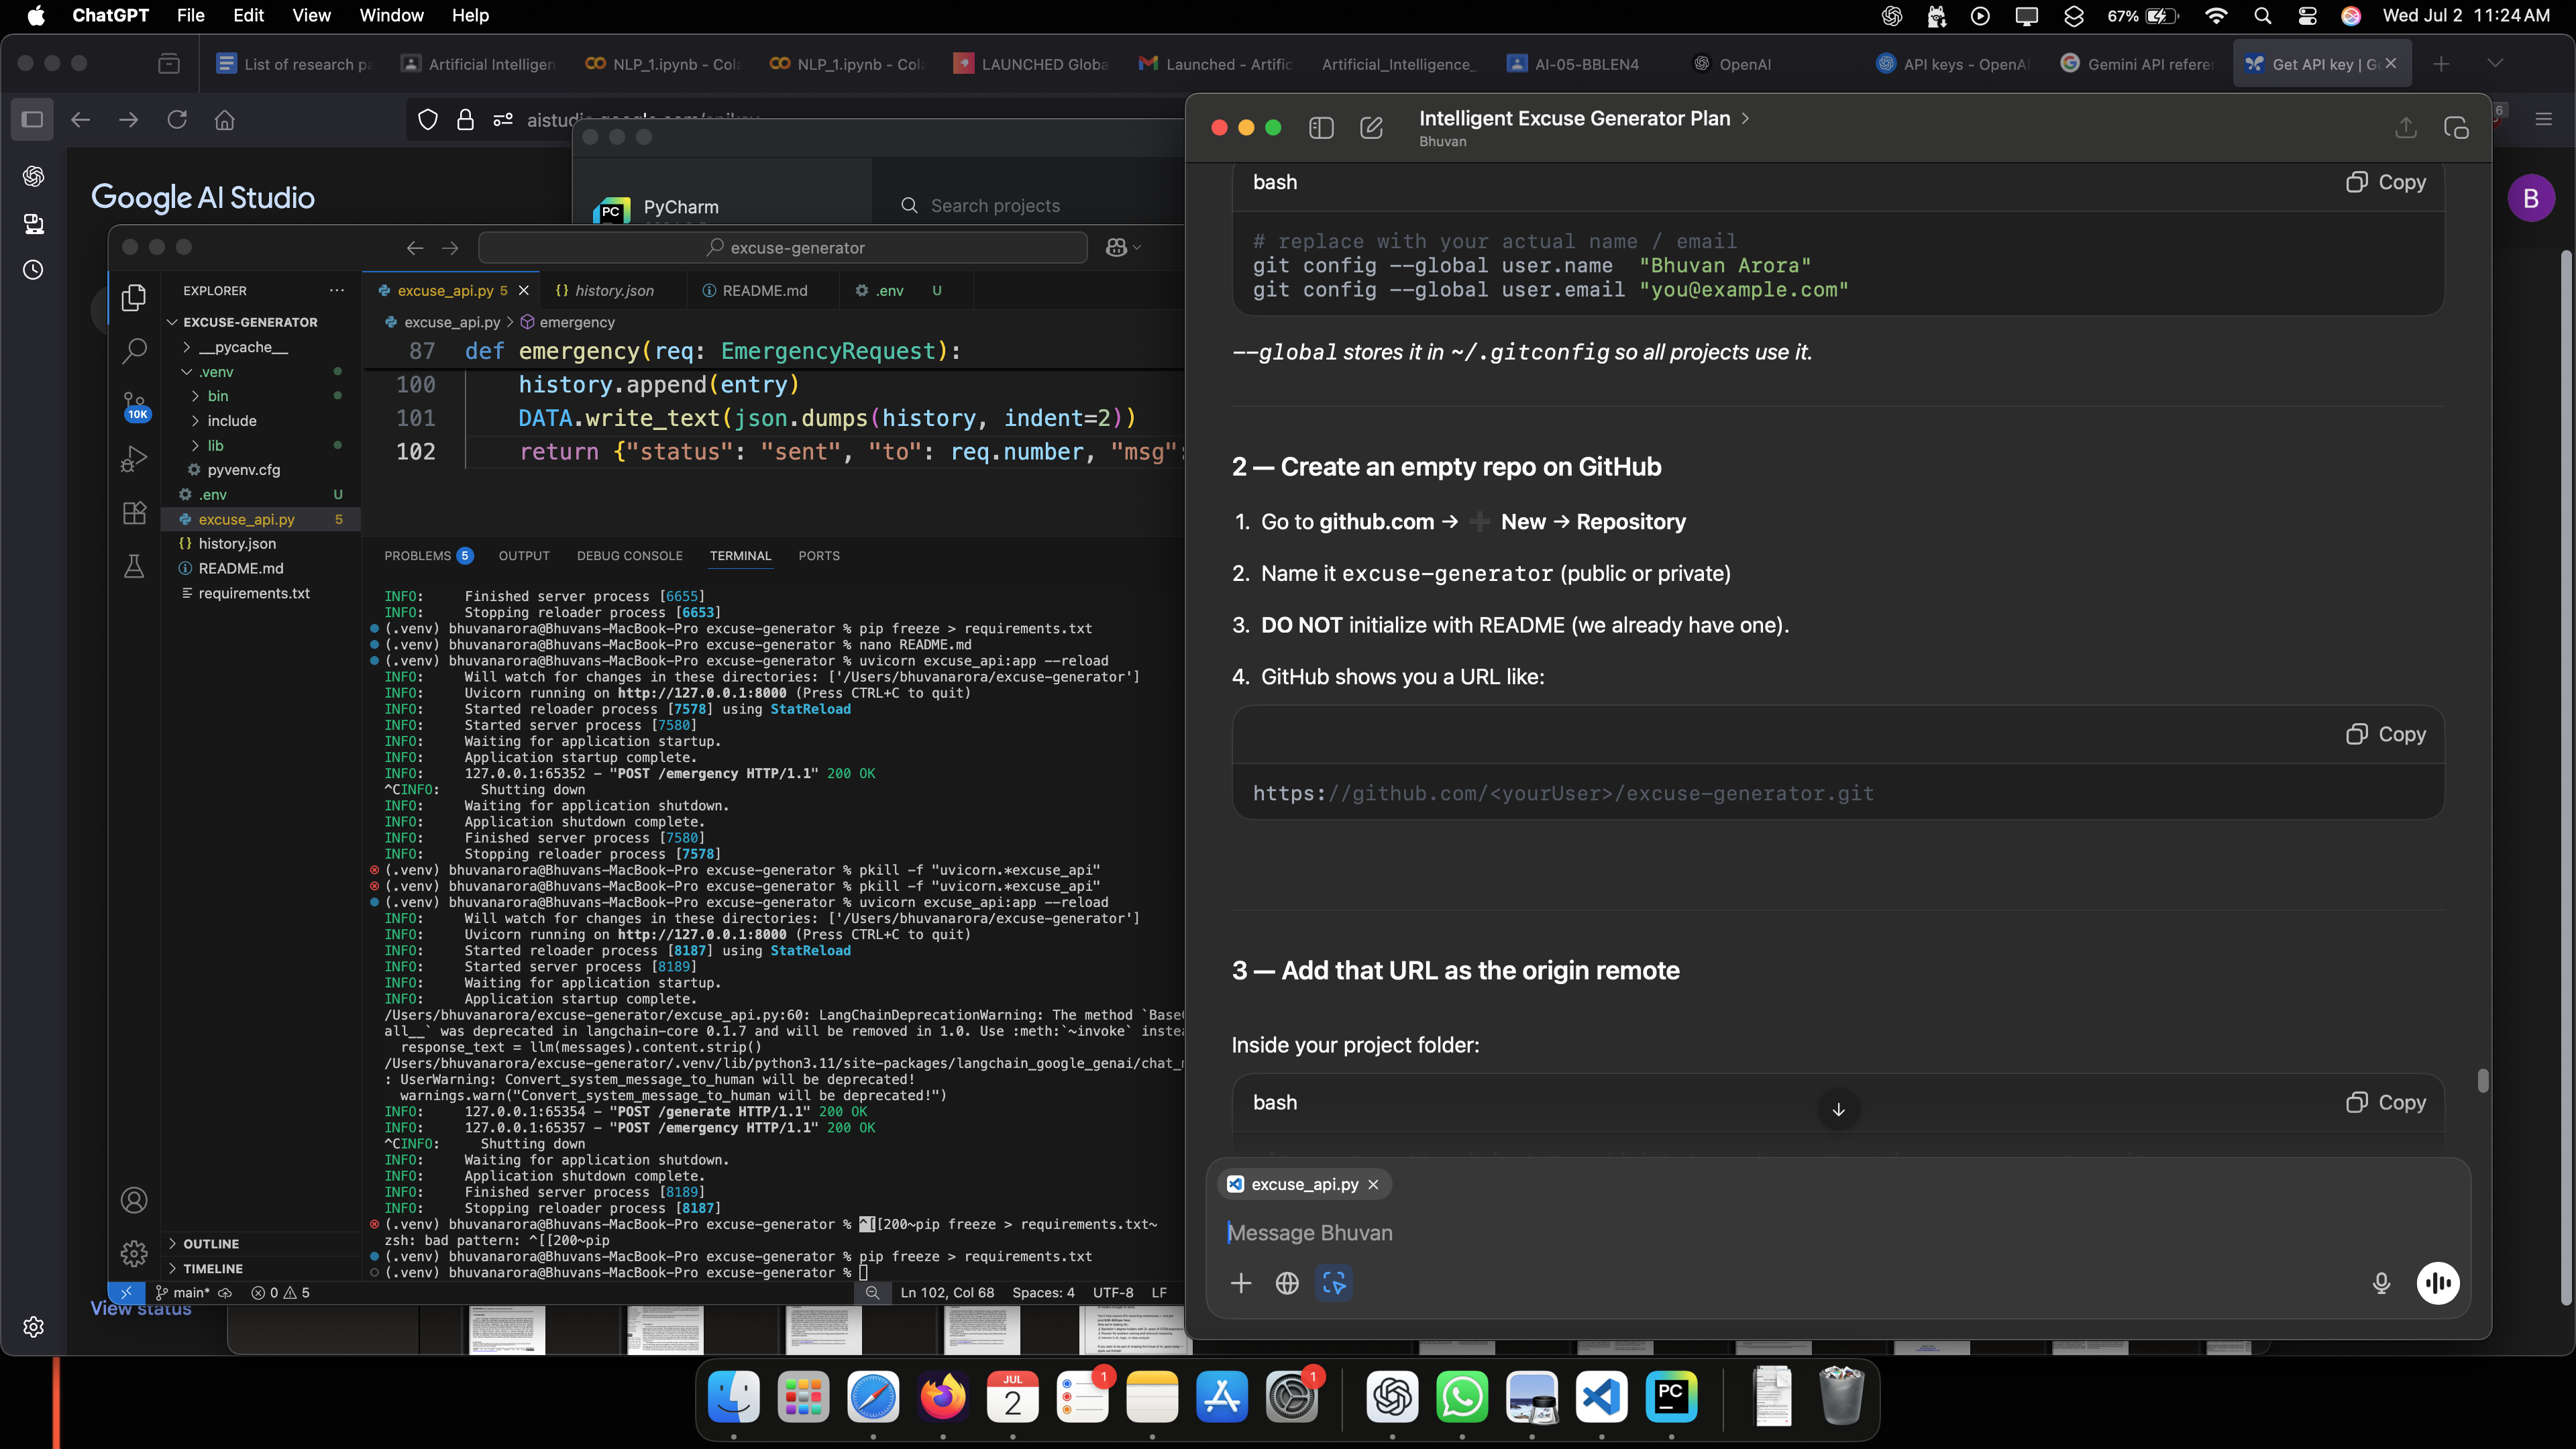 ChatGPT File Edit View Window Help
67% Wed Jul 2 11:24 AM
List of research pa
Artificial Intelligen
NLP_1.ipynb - Col
NLP_1.ipynb - Col
LAUNCHED Globa
Launched - Artific
Artificial_Intelligence_
AI-05-BBLEN4
OpenAI
API keys - OpenAI
Gemini API referen
Get API key | G
6
Google AI Studio
B
PyCharm
Search projects
View status
excuse-generator
EXPLORER
EXCUSE-GENERATOR
__pycache__
.venv
bin
include
lib
pyvenv.cfg
.env U
excuse_api.py 5
history.json
README.md
requirements.txt
OUTLINE
TIMELINE
10K
excuse_api.py 5
history.json
README.md
.env U
excuse_api.py > emergency
87 def emergency(req: EmergencyRequest):
100 history.append(entry)
101 DATA.write_text(json.dumps(history, indent=2))
102 return {"status": "sent", "to": req.number, "msg":
PROBLEMS 5 OUTPUT DEBUG CONSOLE TERMINAL PORTS
INFO: Finished server process [6655]
INFO: Stopping reloader process [6653]
(.venv) bhuvanarora@Bhuvans-MacBook-Pro excuse-generator % pip freeze > requirements.txt
(.venv) bhuvanarora@Bhuvans-MacBook-Pro excuse-generator % nano README.md
(.venv) bhuvanarora@Bhuvans-MacBook-Pro excuse-generator % uvicorn excuse_api:app --reload
INFO: Will watch for changes in these directories: ['/Users/bhuvanarora/excuse-generator']
INFO: Uvicorn running on http://127.0.0.1:8000 (Press CTRL+C to quit)
INFO: Started reloader process [7578] using StatReload
INFO: Started server process [7580]
INFO: Waiting for application startup.
INFO: Application startup complete.
INFO: 127.0.0.1:65352 - "POST /emergency HTTP/1.1" 200 OK
^CINFO: Shutting down
INFO: Waiting for application shutdown.
INFO: Application shutdown complete.
INFO: Finished server process [7580]
INFO: Stopping reloader process [7578]
(.venv) bhuvanarora@Bhuvans-MacBook-Pro excuse-generator % pkill -f "uvicorn.*excuse_api"
(.venv) bhuvanarora@Bhuvans-MacBook-Pro excuse-generator % pkill -f "uvicorn.*excuse_api"
(.venv) bhuvanarora@Bhuvans-MacBook-Pro excuse-generator % uvicorn excuse_api:app --reload
INFO: Will watch for changes in these directories: ['/Users/bhuvanarora/excuse-generator']
INFO: Uvicorn running on http://127.0.0.1:8000 (Press CTRL+C to quit)
INFO: Started reloader process [8187] using StatReload
INFO: Started server process [8189]
INFO: Waiting for application startup.
INFO: Application startup complete.
/Users/bhuvanarora/excuse-generator/excuse_api.py:60: LangChainDeprecationWarning: The method `Base
all__` was deprecated in langchain-core 0.1.7 and will be removed in 1.0. Use :meth:`~invoke` inste
response_text = llm(messages).content.strip()
/Users/bhuvanarora/excuse-generator/.venv/lib/python3.11/site-packages/langchain_google_genai/chat_
: UserWarning: Convert_system_message_to_human will be deprecated!
warnings.warn("Convert_system_message_to_human will be deprecated!")
INFO: 127.0.0.1:65354 - "POST /generate HTTP/1.1" 200 OK
INFO: 127.0.0.1:65357 - "POST /emergency HTTP/1.1" 200 OK
^CINFO: Shutting down
INFO: Waiting for application shutdown.
INFO: Application shutdown complete.
INFO: Finished server process [8189]
INFO: Stopping reloader process [8187]
(.venv) bhuvanarora@Bhuvans-MacBook-Pro excuse-generator % ^[[200~pip freeze > requirements.txt~
zsh: bad pattern: ^[[200~pip
(.venv) bhuvanarora@Bhuvans-MacBook-Pro excuse-generator % pip freeze > requirements.txt
(.venv) bhuvanarora@Bhuvans-MacBook-Pro excuse-generator %
main* 0 5 Ln 102, Col 68 Spaces: 4 UTF-8 LF
Intelligent Excuse Generator Plan >
Bhuvan
bash Copy
# replace with your actual name / email
git config --global user.name "Bhuvan Arora"
git config --global user.email "you@example.com"
--global stores it in ~/.gitconfig so all projects use it.
2 — Create an empty repo on GitHub
1. Go to github.com → ➕ New → Repository
2. Name it excuse-generator (public or private)
3. DO NOT initialize with README (we already have one).
4. GitHub shows you a URL like:
Copy
https://github.com/<yourUser>/excuse-generator.git
3 — Add that URL as the origin remote
Inside your project folder:
bash Copy
excuse_api.py
Message Bhuvan
JUL
2
1
1
PC